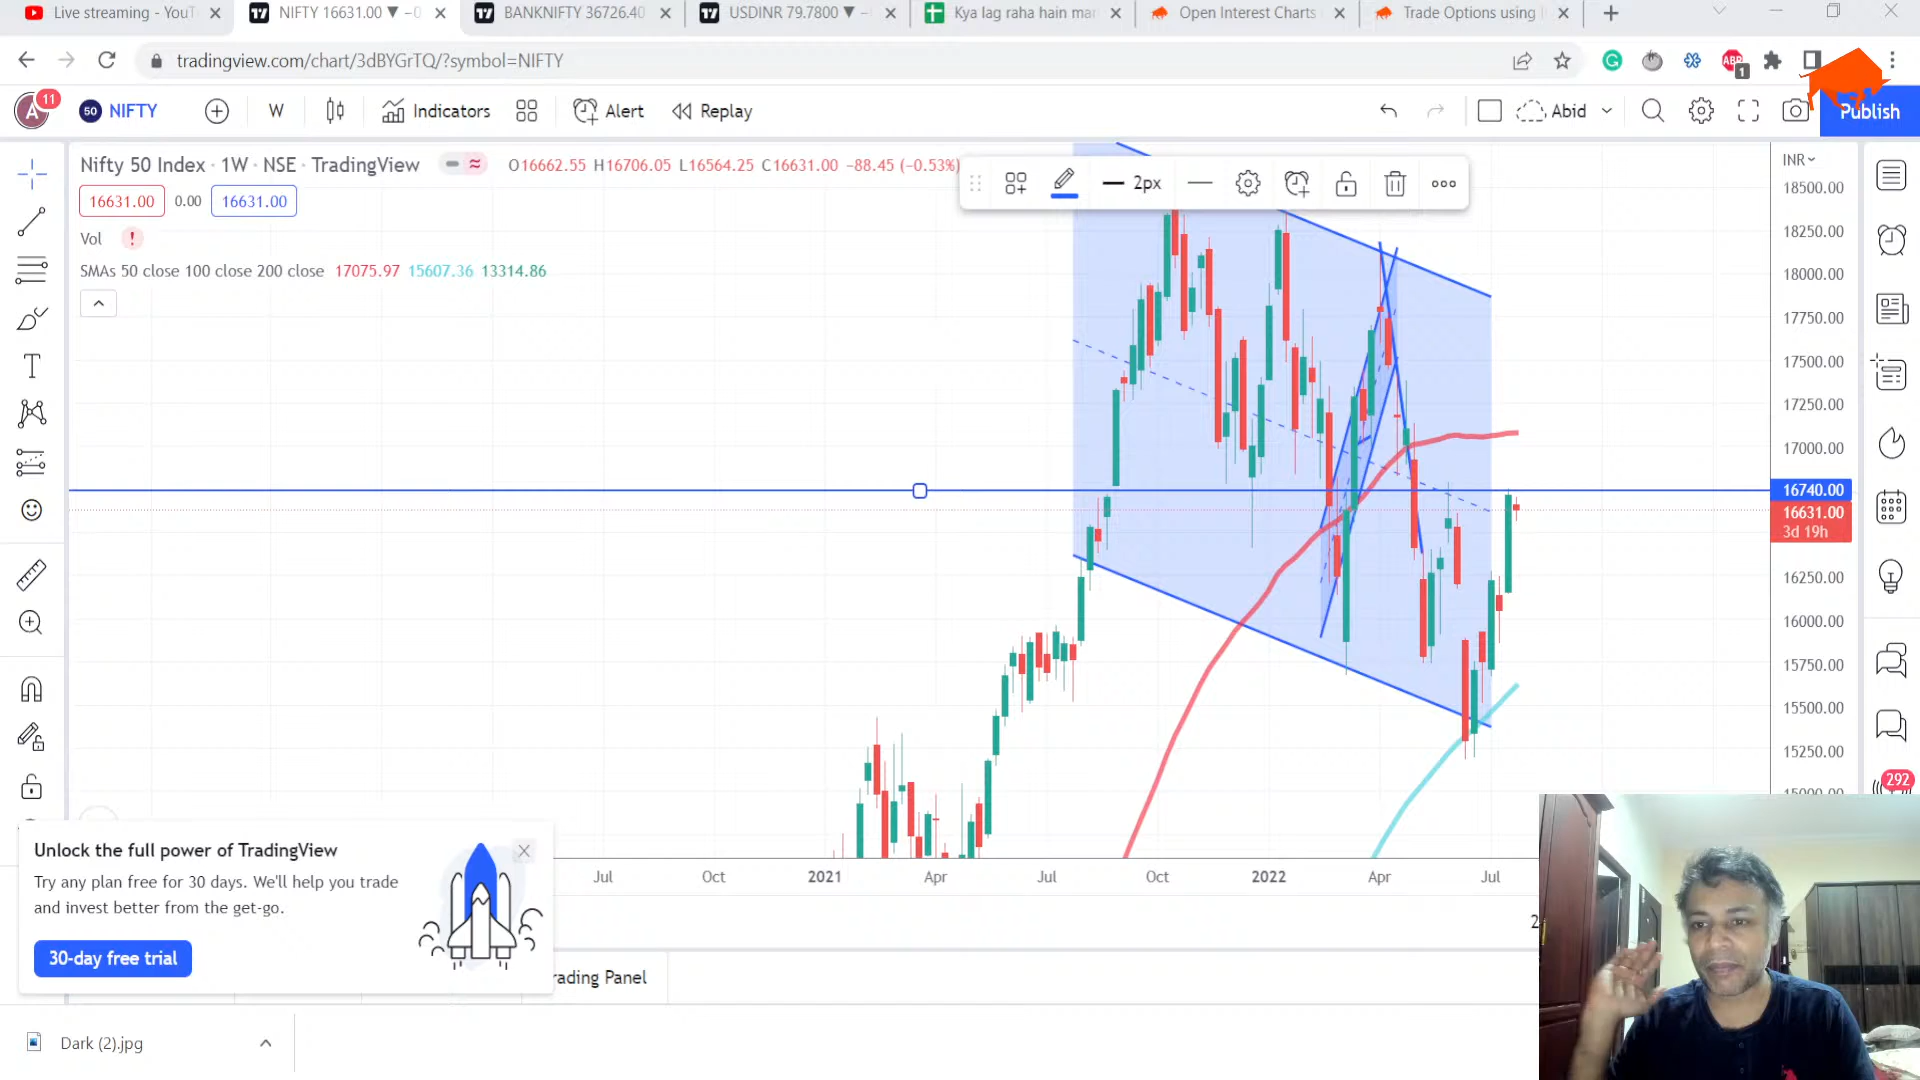 Live streaming - YouT
NIFTY 16631.00 ▼ −0
BANKNIFTY 36726.40
USDINR 79.7800 ▼ −
Kya lag raha hain mar
Open Interest Charts
Trade Options using
tradingview.com/chart/3dBYGrTQ/?symbol=NIFTY
ABP
1
A
11
50
NIFTY
W
Indicators
Alert
Replay
Abid
Publish
Nifty 50 Index · 1W · NSE · TradingView
O16662.55 H16706.05 L16564.25 C16631.00 −88.45 (−0.53%)
2px
INR
16631.00
0.00
16631.00
Vol
!
SMAs 50 close 100 close 200 close 17075.97 15607.36 13314.86
18500.00
18250.00
18000.00
17750.00
17500.00
17250.00
17000.00
16740.00
16631.00
3d 19h
16250.00
16000.00
15750.00
15500.00
15250.00
15000.00
292
Jul
Oct
2021
Apr
Jul
Oct
2022
Apr
Jul
Unlock the full power of TradingView
Try any plan free for 30 days. We'll help you trade
and invest better from the get-go.
30-day free trial
rading Panel
Dark (2).jpg